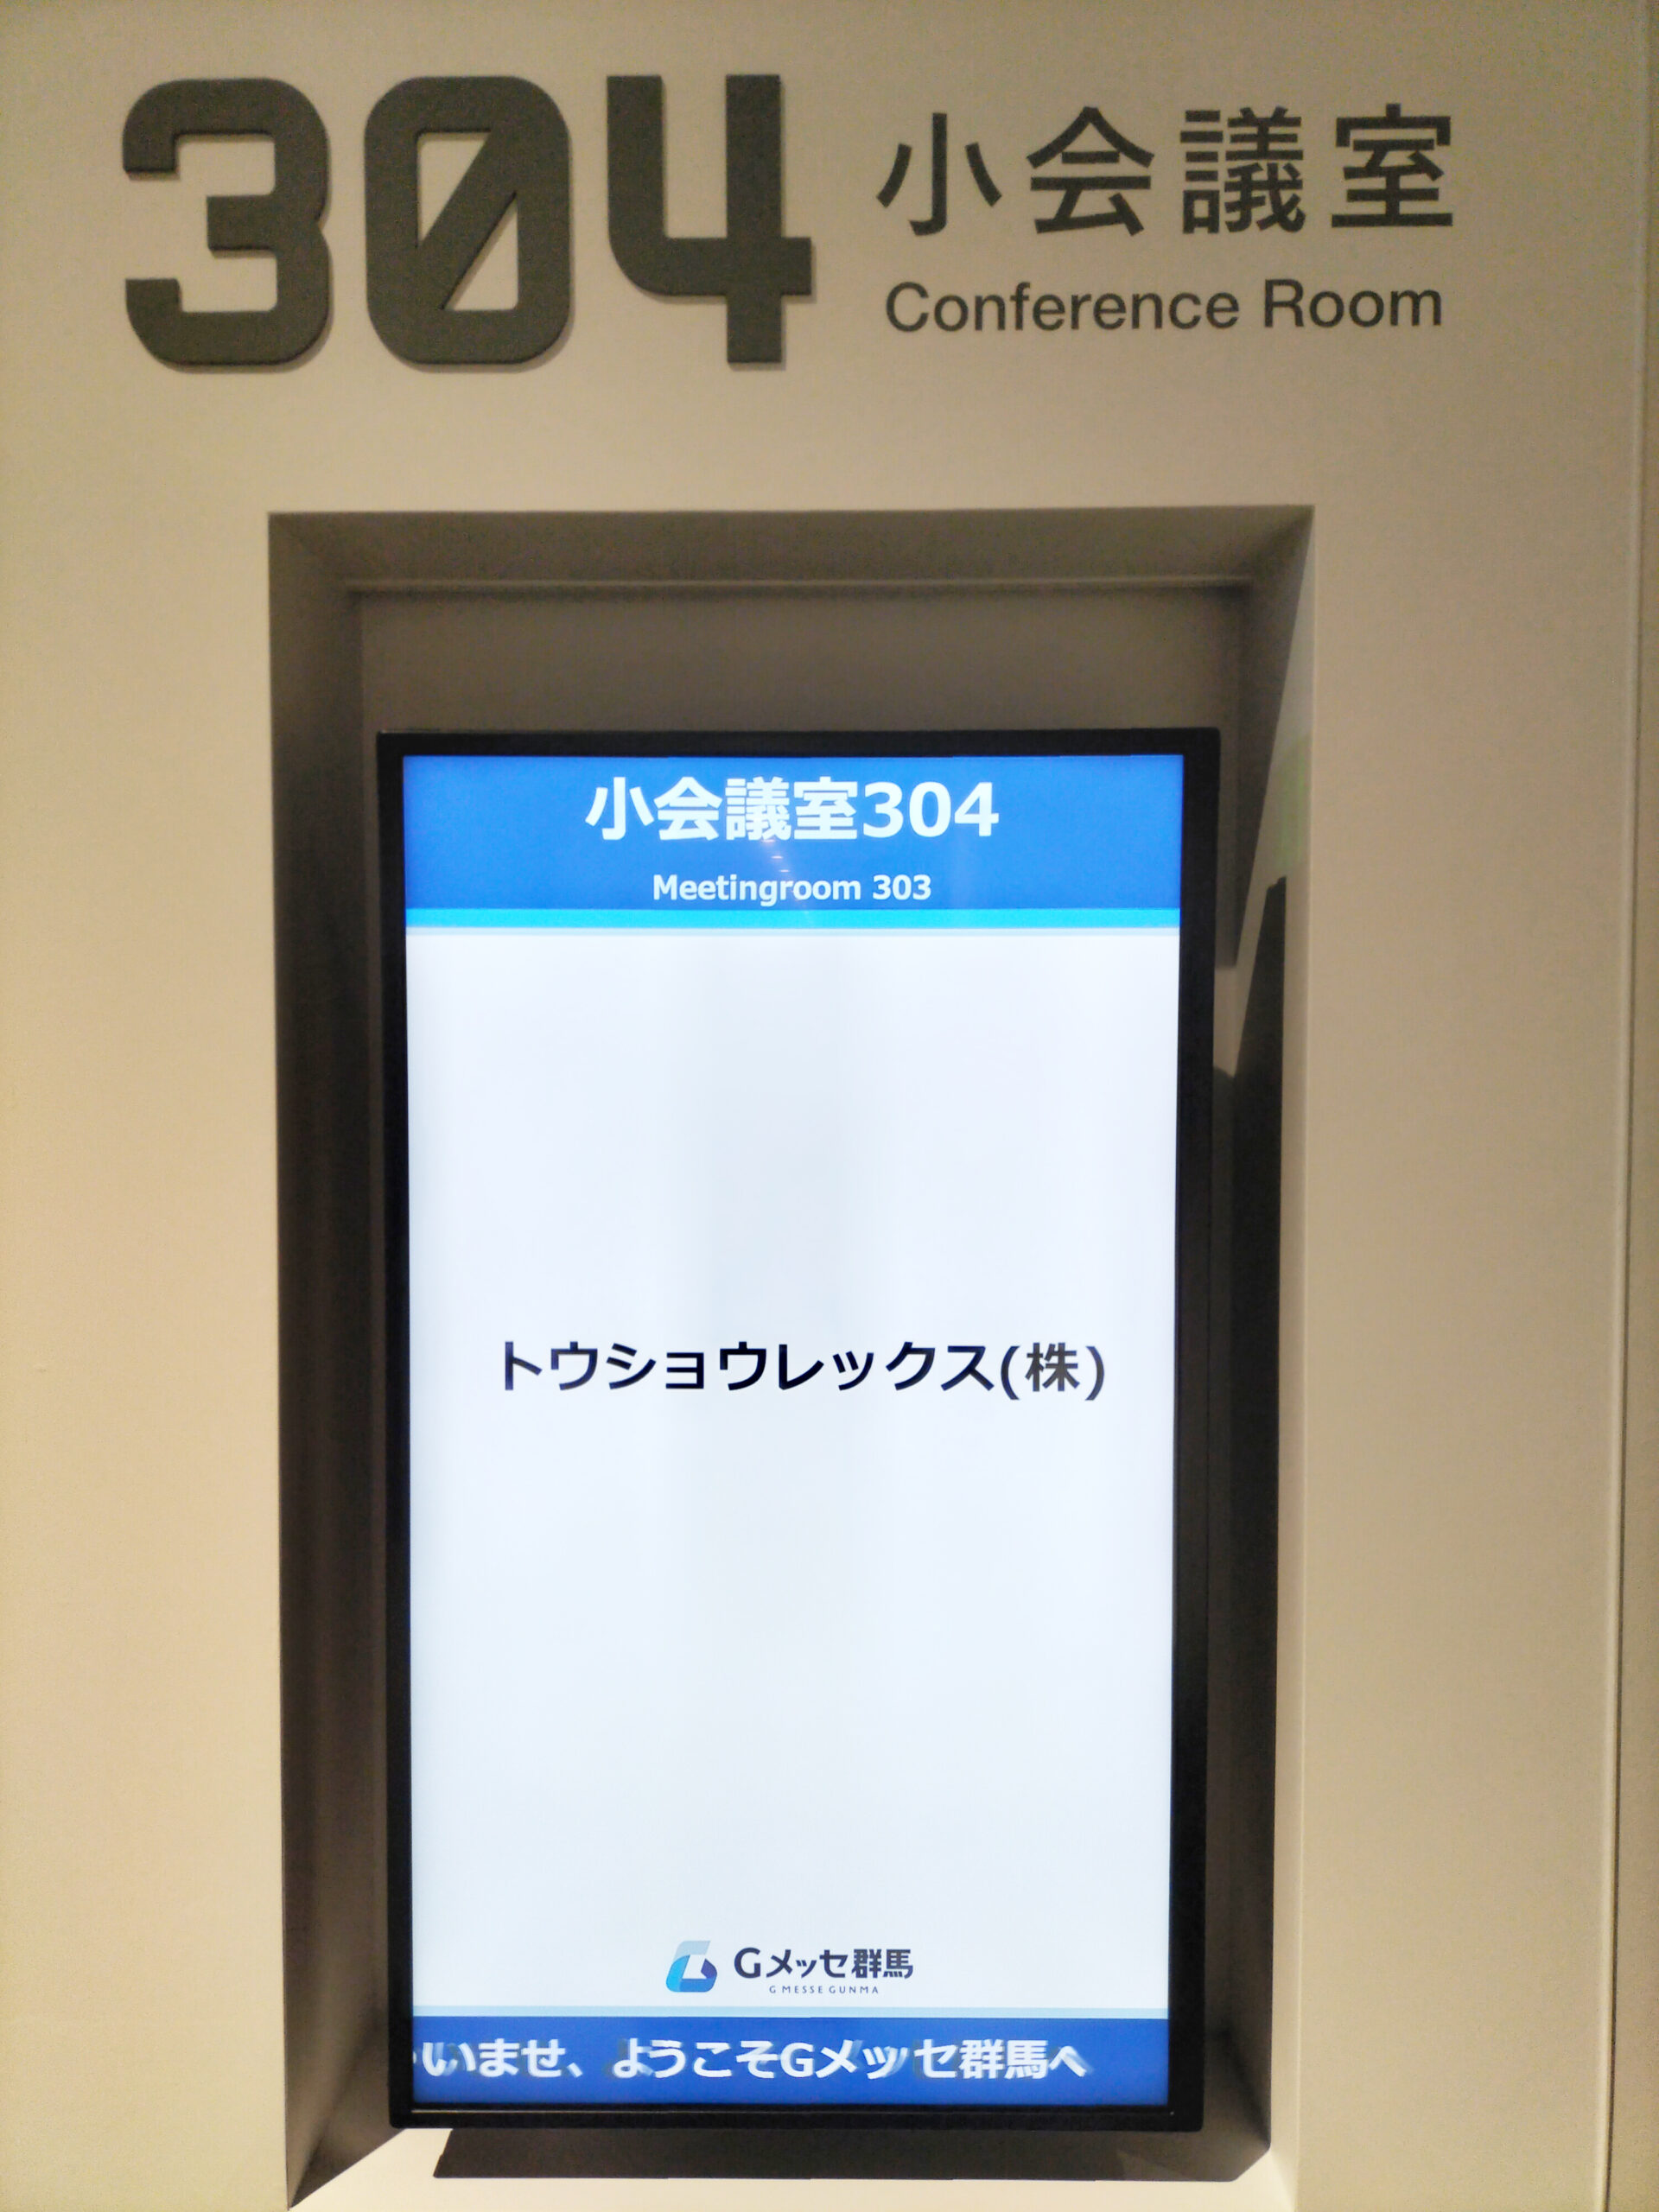 304 小会議室
Conference Room
小会議室304
Meetingroom 303
トウショウレックス(株)
Gメッセ群馬
G MESSE GUNMA
いませ、ようこそGメッセ群馬へ